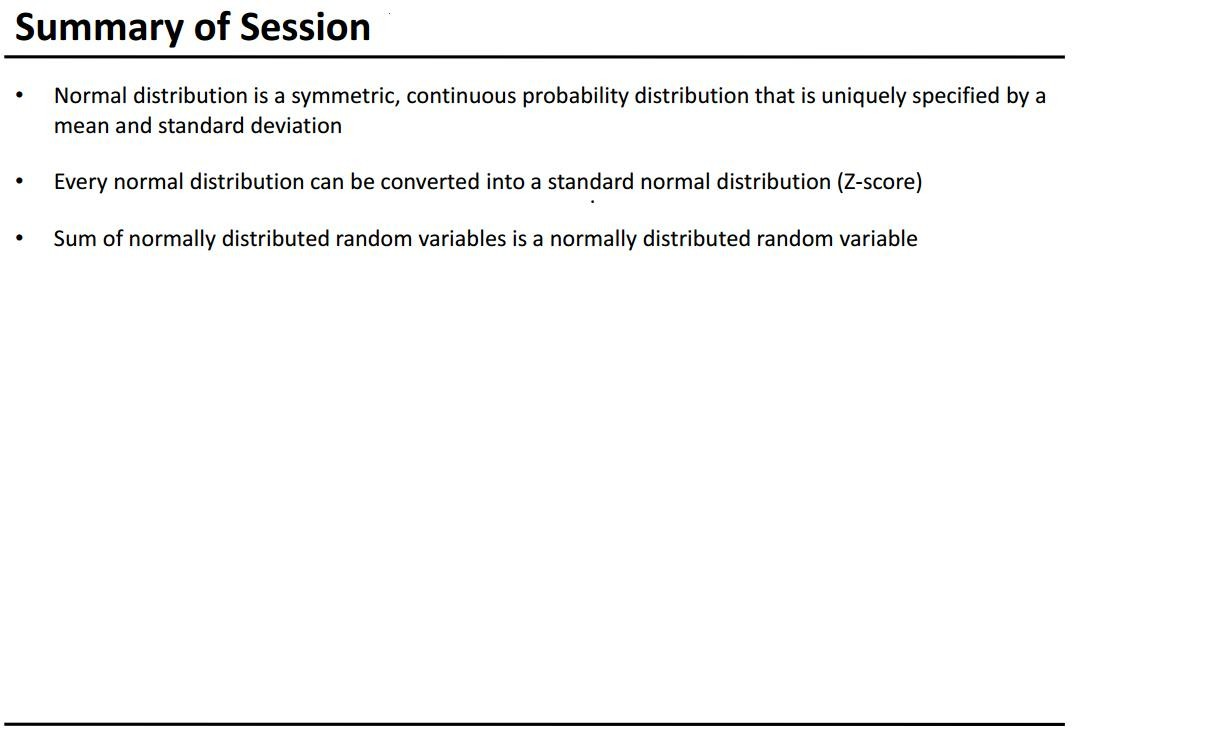 Summary of Session
• Normal distribution is a symmetric, continuous probability distribution that is uniquely specified by a
mean and standard deviation
• Every normal distribution can be converted into a standard normal distribution (Z-score)
• Sum of normally distributed random variables is a normally distributed random variable